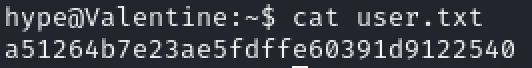 hype@Valentine:~$ cat user.txt
a51264b7e23ae5fdffe60391d9122540